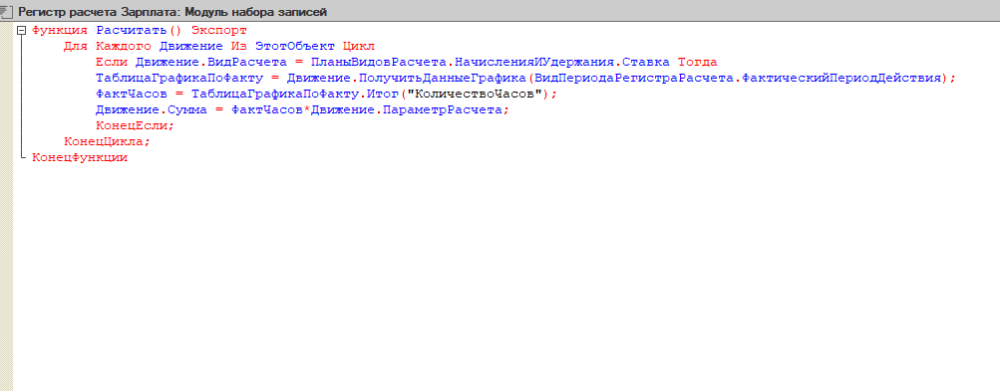 Регистр расчета Зарплата: Модуль набора записей
Функция Расчитать() Экспорт
Для Каждого Движение Из ЭтотОбъект Цикл
Если Движение.ВидРасчета = ПланыВидовРасчета.НачисленияИУдержания.Ставка Тогда
ТаблицаГрафикаПоФакту = Движение.ПолучитьДанныеГрафика(ВидПериодаРегистраРасчета.ФактическийПериодДействия);
ФактЧасов = ТаблицаГрафикаПоФакту.Итог("КоличествоЧасов");
Движение.Сумма = ФактЧасов*Движение.ПараметрРасчета;
КонецЕсли;
КонецЦикла;
КонецФункции